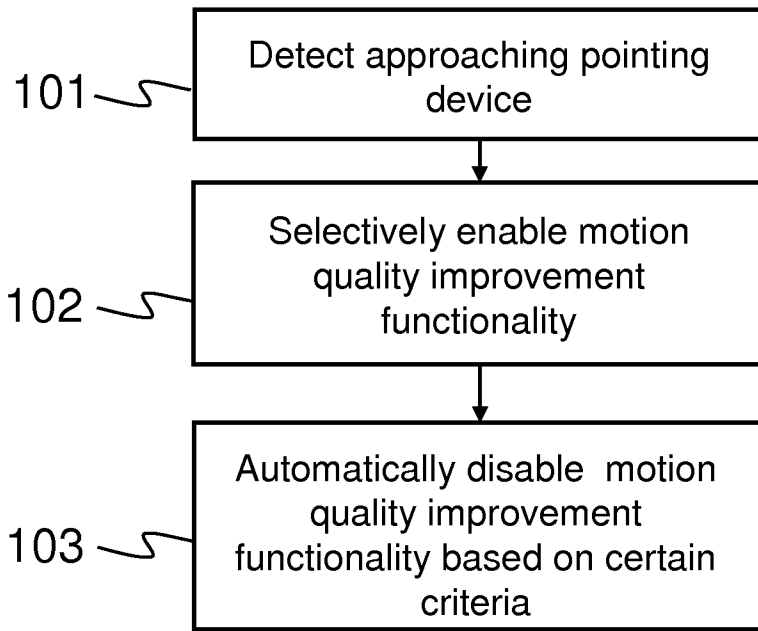 101
Detect approaching pointing
device
102
Selectively enable motion
quality improvement
functionality
103
Automatically disable motion
quality improvement
functionality based on certain
criteria